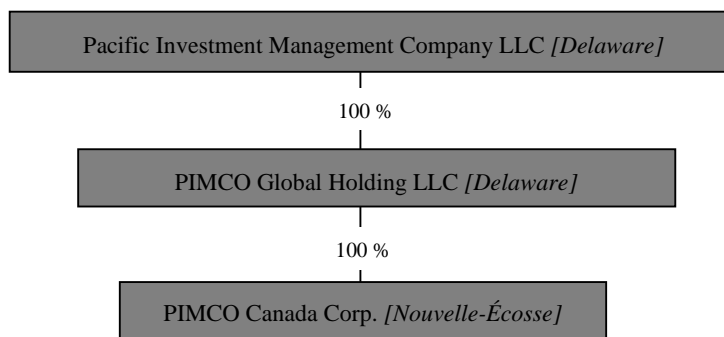 Pacific Investment Management Company LLC [Delaware]
100 %
PIMCO Global Holding LLC [Delaware]
100 %
PIMCO Canada Corp. [Nouvelle-Écosse]